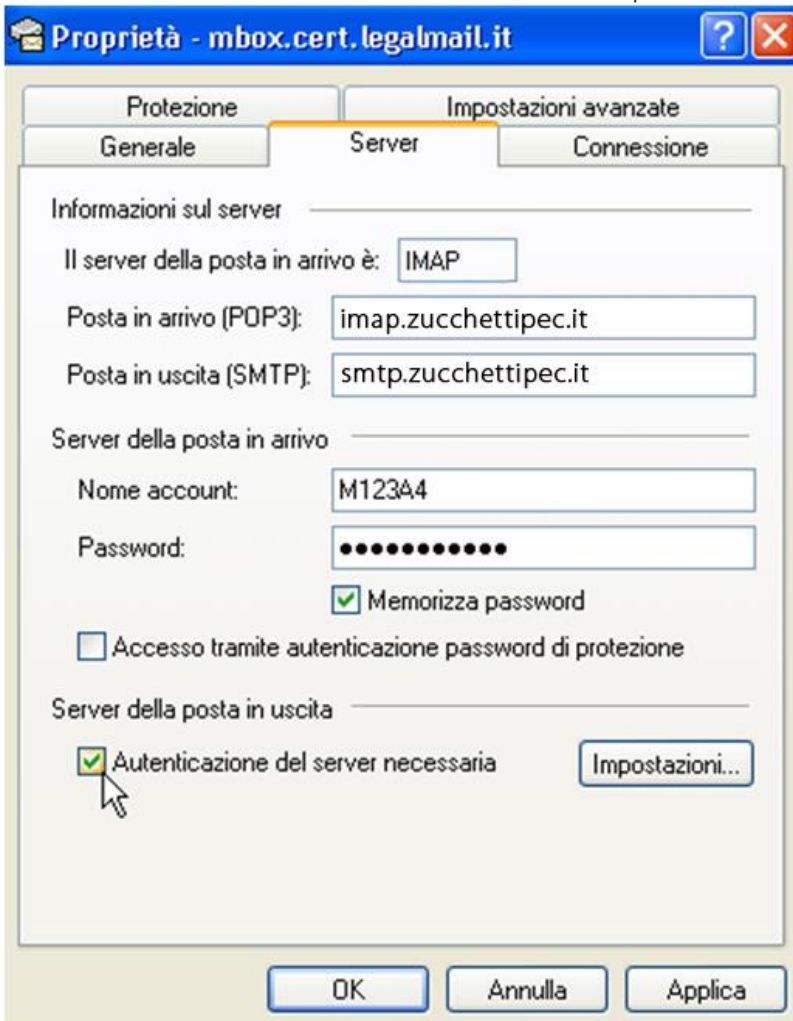 Proprietà - mbox.cert.legalmail.it
Protezione Impostazioni avanzate
Generale Server Connessione
Informazioni sul server
Il server della posta in arrivo è: IMAP
Posta in arrivo (POP3): imap.zucchettipec.it
Posta in uscita (SMTP): smtp.zucchettipec.it
Server della posta in arrivo
Nome account: M123A4
Password: ●●●●●●●●●●●
Memorizza password
Accesso tramite autenticazione password di protezione
Server della posta in uscita
Autenticazione del server necessaria Impostazioni...
OK Annulla Applica